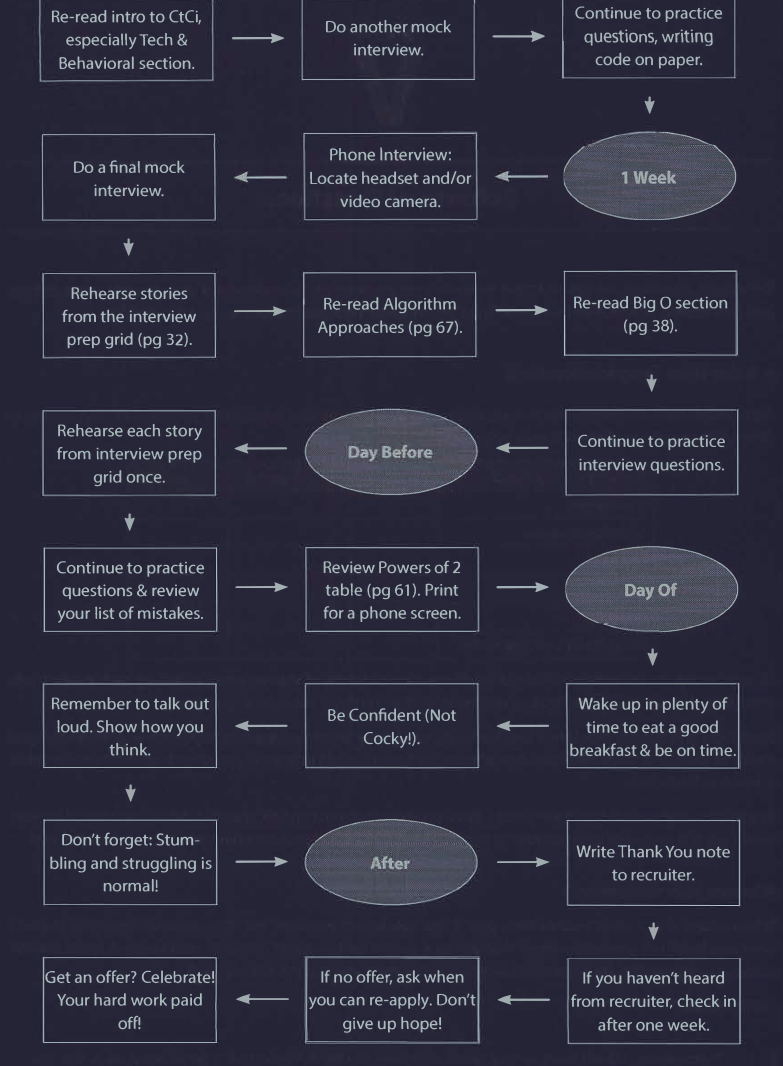 Re-read intro to CtCi,
especially Tech &
Behavioral section.
Do another mock
interview.
Continue to practice
questions, writing
code on paper.
1 Week
Phone Interview:
Locate headset and/or
video camera.
Do a final mock
interview.
Rehearse stories
from the interview
prep grid (pg 32).
Re-read Algorithm
Approaches (pg 67).
Re-read Big O section
(pg 38).
Continue to practice
interview questions.
Day Before
Rehearse each story
from interview prep
grid once.
Continue to practice
questions & review
your list of mistakes.
Review Powers of 2
table (pg 61). Print
for a phone screen.
Day Of
Wake up in plenty of
time to eat a good
breakfast & be on time.
Be Confident (Not
Cocky!).
Remember to talk out
loud. Show how you
think.
Don't forget: Stum-
bling and struggling is
normal!
After
Write Thank You note
to recruiter.
If you haven't heard
from recruiter, check in
after one week.
If no offer, ask when
you can re-apply. Don't
give up hope!
Get an offer? Celebrate!
Your hard work paid
off!